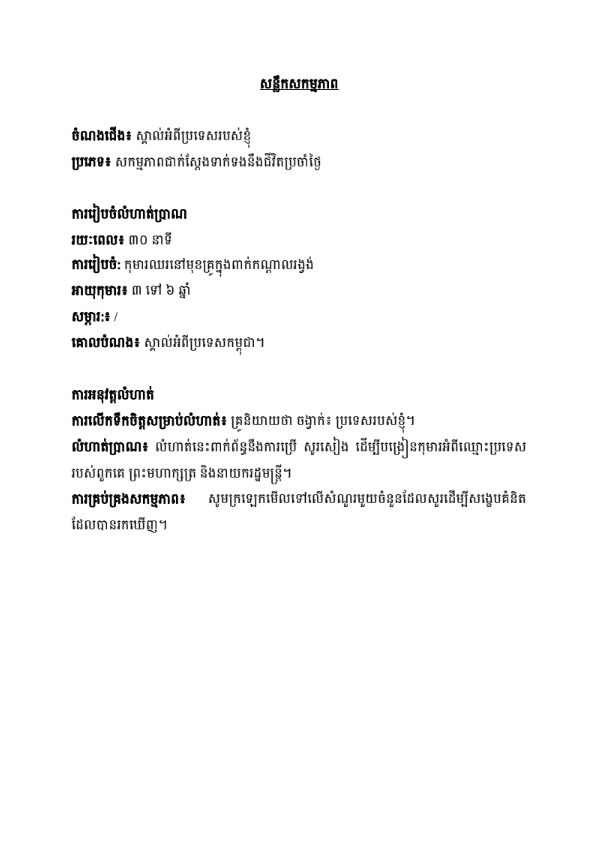 សន្លឹកសកម្មភាព
ចំណងជើង៖ ស្គាល់អំពីប្រទេសរបស់ខ្ញុំ
ប្រភេទ៖ សកម្មភាពជាក់ស្តែងទាក់ទងនឹងជីវិតប្រចាំថ្ងៃ
ការរៀបចំលំហាត់ប្រាណ
រយៈពេល៖ ៣០ នាទី
ការរៀបចំ: កុមារឈរនៅមុខគ្រូក្នុងពាក់កណ្តាលរង្វង់
អាយុកុមារ៖ ៣ ទៅ ៦ ឆ្នាំ
សម្ភារៈ៖ /
គោលបំណង៖ ស្គាល់អំពីប្រទេសកម្ពុជា។
ការអនុវត្តលំហាត់
ការលើកទឹកចិត្តសម្រាប់លំហាត់៖ គ្រូនិយាយថា ចង្វាក់៖ ប្រទេសរបស់ខ្ញុំ។
លំហាត់ប្រាណ៖ លំហាត់នេះពាក់ព័ន្ធនឹងការប្រើ សូរសៀង ដើម្បីបង្រៀនកុមារអំពីឈ្មោះប្រទេស
របស់ពួកគេ ព្រះមហាក្សត្រ និងនាយករដ្ឋមន្ត្រី។
ការគ្រប់គ្រងសកម្មភាព៖ សូមក្រឡេកមើលទៅលើសំណួរមួយចំនួនដែលសួរដើម្បីសង្ខេបគំនិត
ដែលបានរកឃើញ។